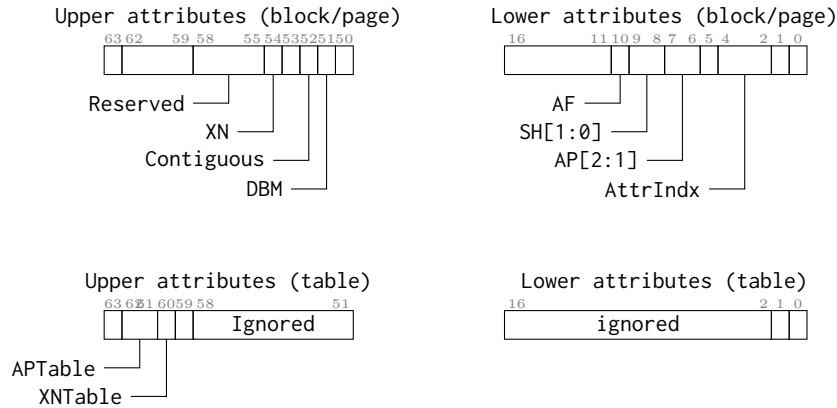 Upper attributes (block/page)
63 62 59 58 55 54 53 52 51 50
Reserved
XN
Contiguous
DBM
Lower attributes (block/page)
16 11 10 9 8 7 6 5 4 2 1 0
AF
SH[1:0]
AP[2:1]
AttrIndx
Upper attributes (table)
63 62 61 60 59 58 51
Ignored
APTable
XNTable
Lower attributes (table)
16 2 1 0
ignored